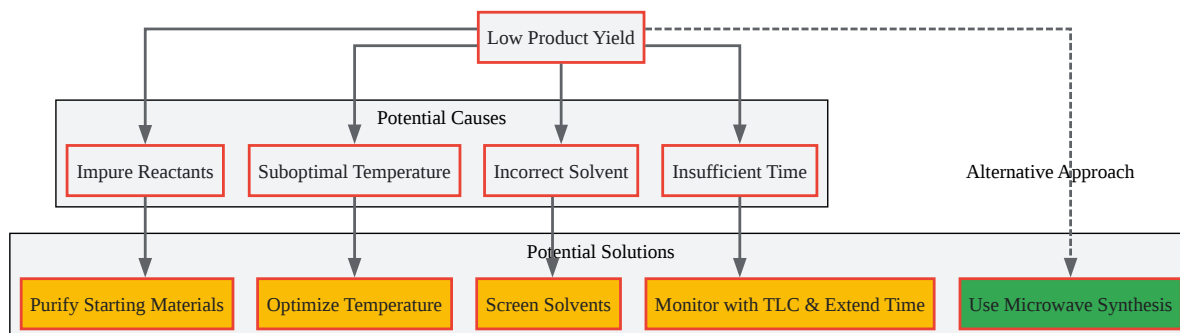 Low Product Yield
Potential Causes
Impure Reactants
Suboptimal Temperature
Incorrect Solvent
Insufficient Time
Alternative Approach
Potential Solutions
Purify Starting Materials
Optimize Temperature
Screen Solvents
Monitor with TLC & Extend Time
Use Microwave Synthesis